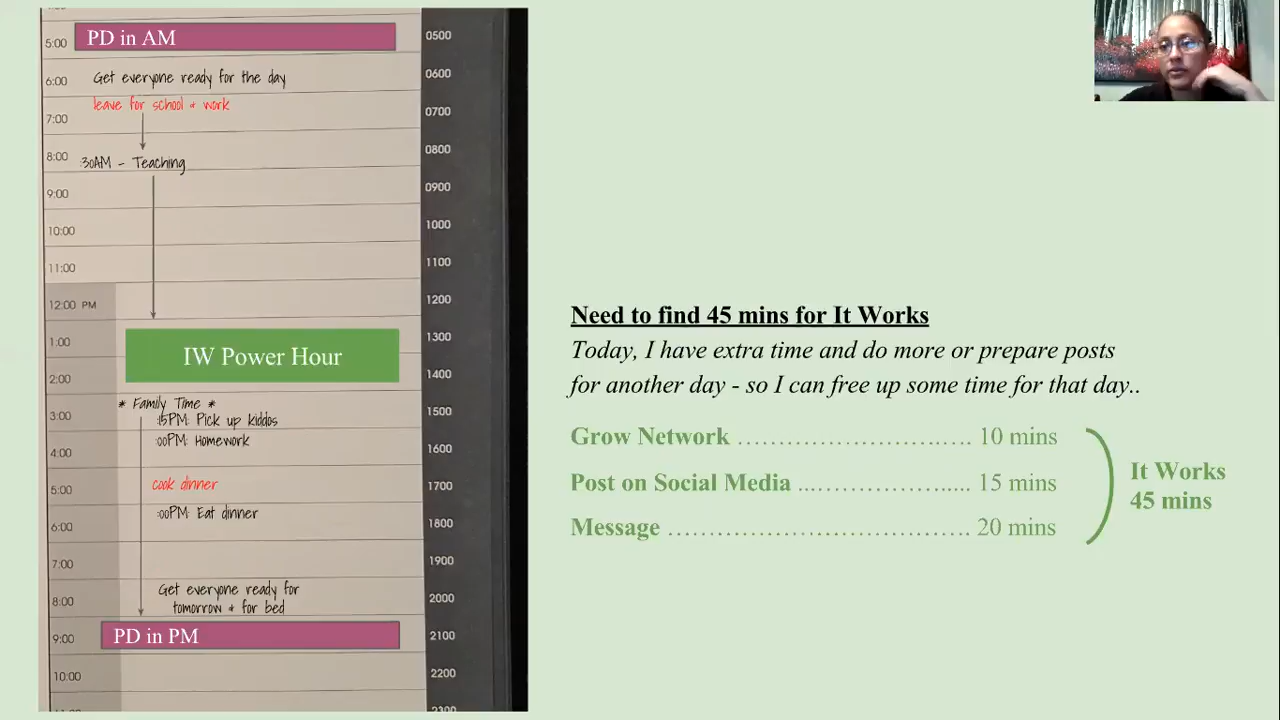 5:00 PD in AM 0500
6:00 Get everyone ready for the day 0600
leave for school & work
7:00 0700
8:00 :30AM - Teaching 0800
9:00 0900
10:00 1000
11:00 1100
12:00 PM 1200
1:00 IW Power Hour 1300
2:00 1400
* Family Time *
3:00 :15PM: Pick up kiddos 1500
:00PM: Homework
4:00 1600
5:00 cook dinner 1700
:00PM: Eat dinner
6:00 1800
7:00 1900
Get everyone ready for
8:00 tomorrow & for bed 2000
9:00 PD in PM 2100
10:00 2200
2300
Need to find 45 mins for It Works
Today, I have extra time and do more or prepare posts
for another day - so I can free up some time for that day..
Grow Network ............................ 10 mins
Post on Social Media ........................ 15 mins
Message .................................... 20 mins
It Works
45 mins